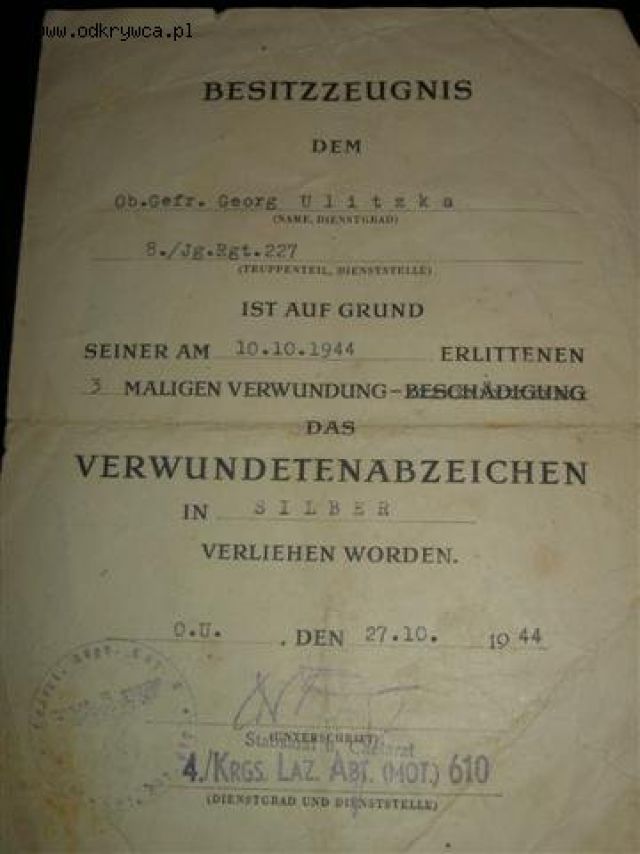 www.odkrywca.pl
BESITZZEUGNIS
DEM
Ob.Gefr. Georg Ulitzka
(NAME, DIENSTGRAD)
8./Jg.Rgt.227
(TRUPPENTEIL, DIENSTSTELLE)
IST AUF GRUND
SEINER AM 10.10.1944 ERLITTENEN
3 MALIGEN VERWUNDUNG-BESCHÄDIGUNG
DAS
VERWUNDETENABZEICHEN
IN SILBER
VERLIEHEN WORDEN.
O.U. . DEN 27.10. 1944
(UNTERSCHRIFT)
Stabsarzt u. Chefarzt
4./KRGS. LAZ. ABT. (MOT.) 610
(DIENSTGRAD UND DIENSTSTELLE)